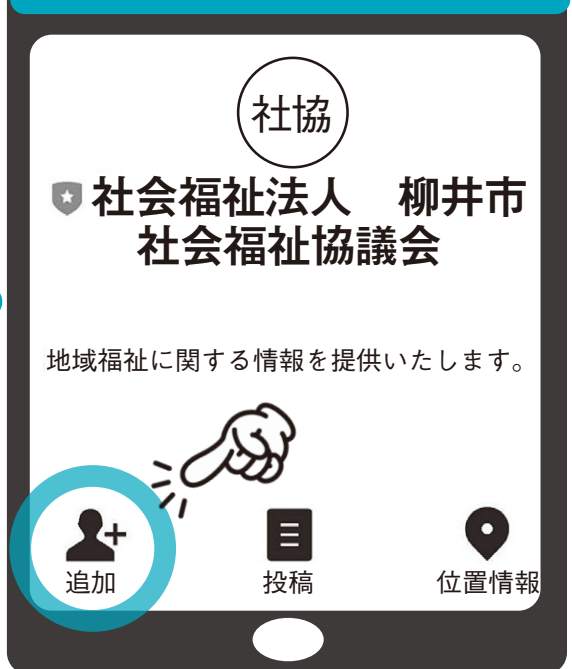 社協
社会福祉法人　柳井市
社会福祉協議会
地域福祉に関する情報を提供いたします。
追加
投稿
位置情報